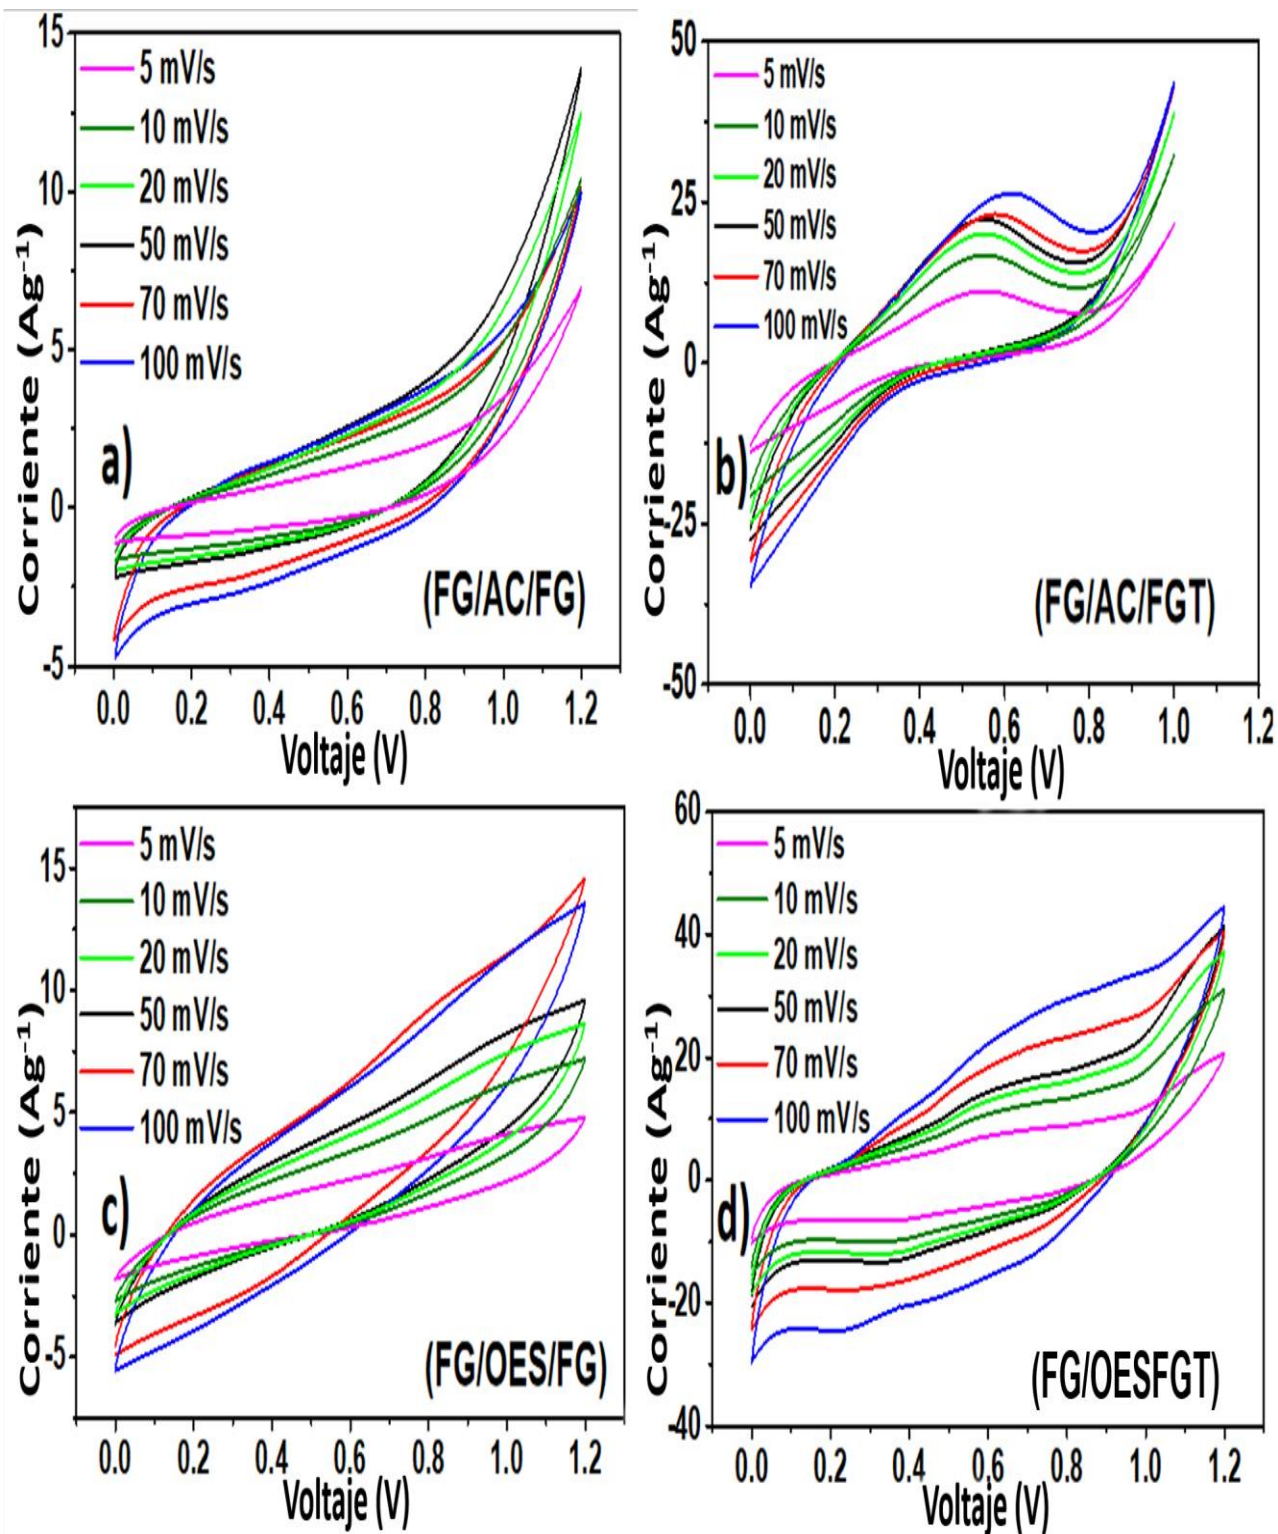 15
10
5
0
-5
5 mV/s
10 mV/s
20 mV/s
50 mV/s
70 mV/s
100 mV/s
a)
(FG/AC/FG)
Corriente (Ag⁻¹)
0.0 0.2 0.4 0.6 0.8 1.0 1.2
Voltaje (V)
50
25
0
-25
-50
5 mV/s
10 mV/s
20 mV/s
50 mV/s
70 mV/s
100 mV/s
b)
(FG/AC/FGT)
Corriente (Ag⁻¹)
0.0 0.2 0.4 0.6 0.8 1.0 1.2
Voltaje (V)
15
10
5
0
-5
5 mV/s
10 mV/s
20 mV/s
50 mV/s
70 mV/s
100 mV/s
c)
(FG/OES/FG)
Corriente (Ag⁻¹)
0.0 0.2 0.4 0.6 0.8 1.0 1.2
Voltaje (V)
60
40
20
0
-20
-40
5 mV/s
10 mV/s
20 mV/s
50 mV/s
70 mV/s
100 mV/s
d)
(FG/OESFGT)
Corriente (Ag⁻¹)
0.0 0.2 0.4 0.6 0.8 1.0 1.2
Voltaje (V)